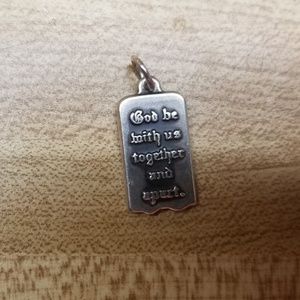 God be
with us
together
and
apart.